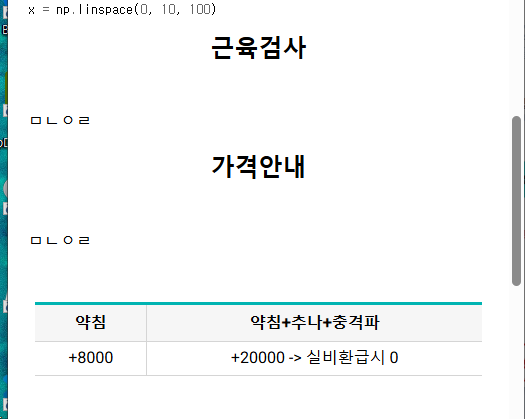 x = np.linspace(0, 10, 100)
근육검사
ㅁㄴㅇㄹ
가격안내
ㅁㄴㅇㄹ
약침 약침+추나+충격파
+8000 +20000 -> 실비환급시 0